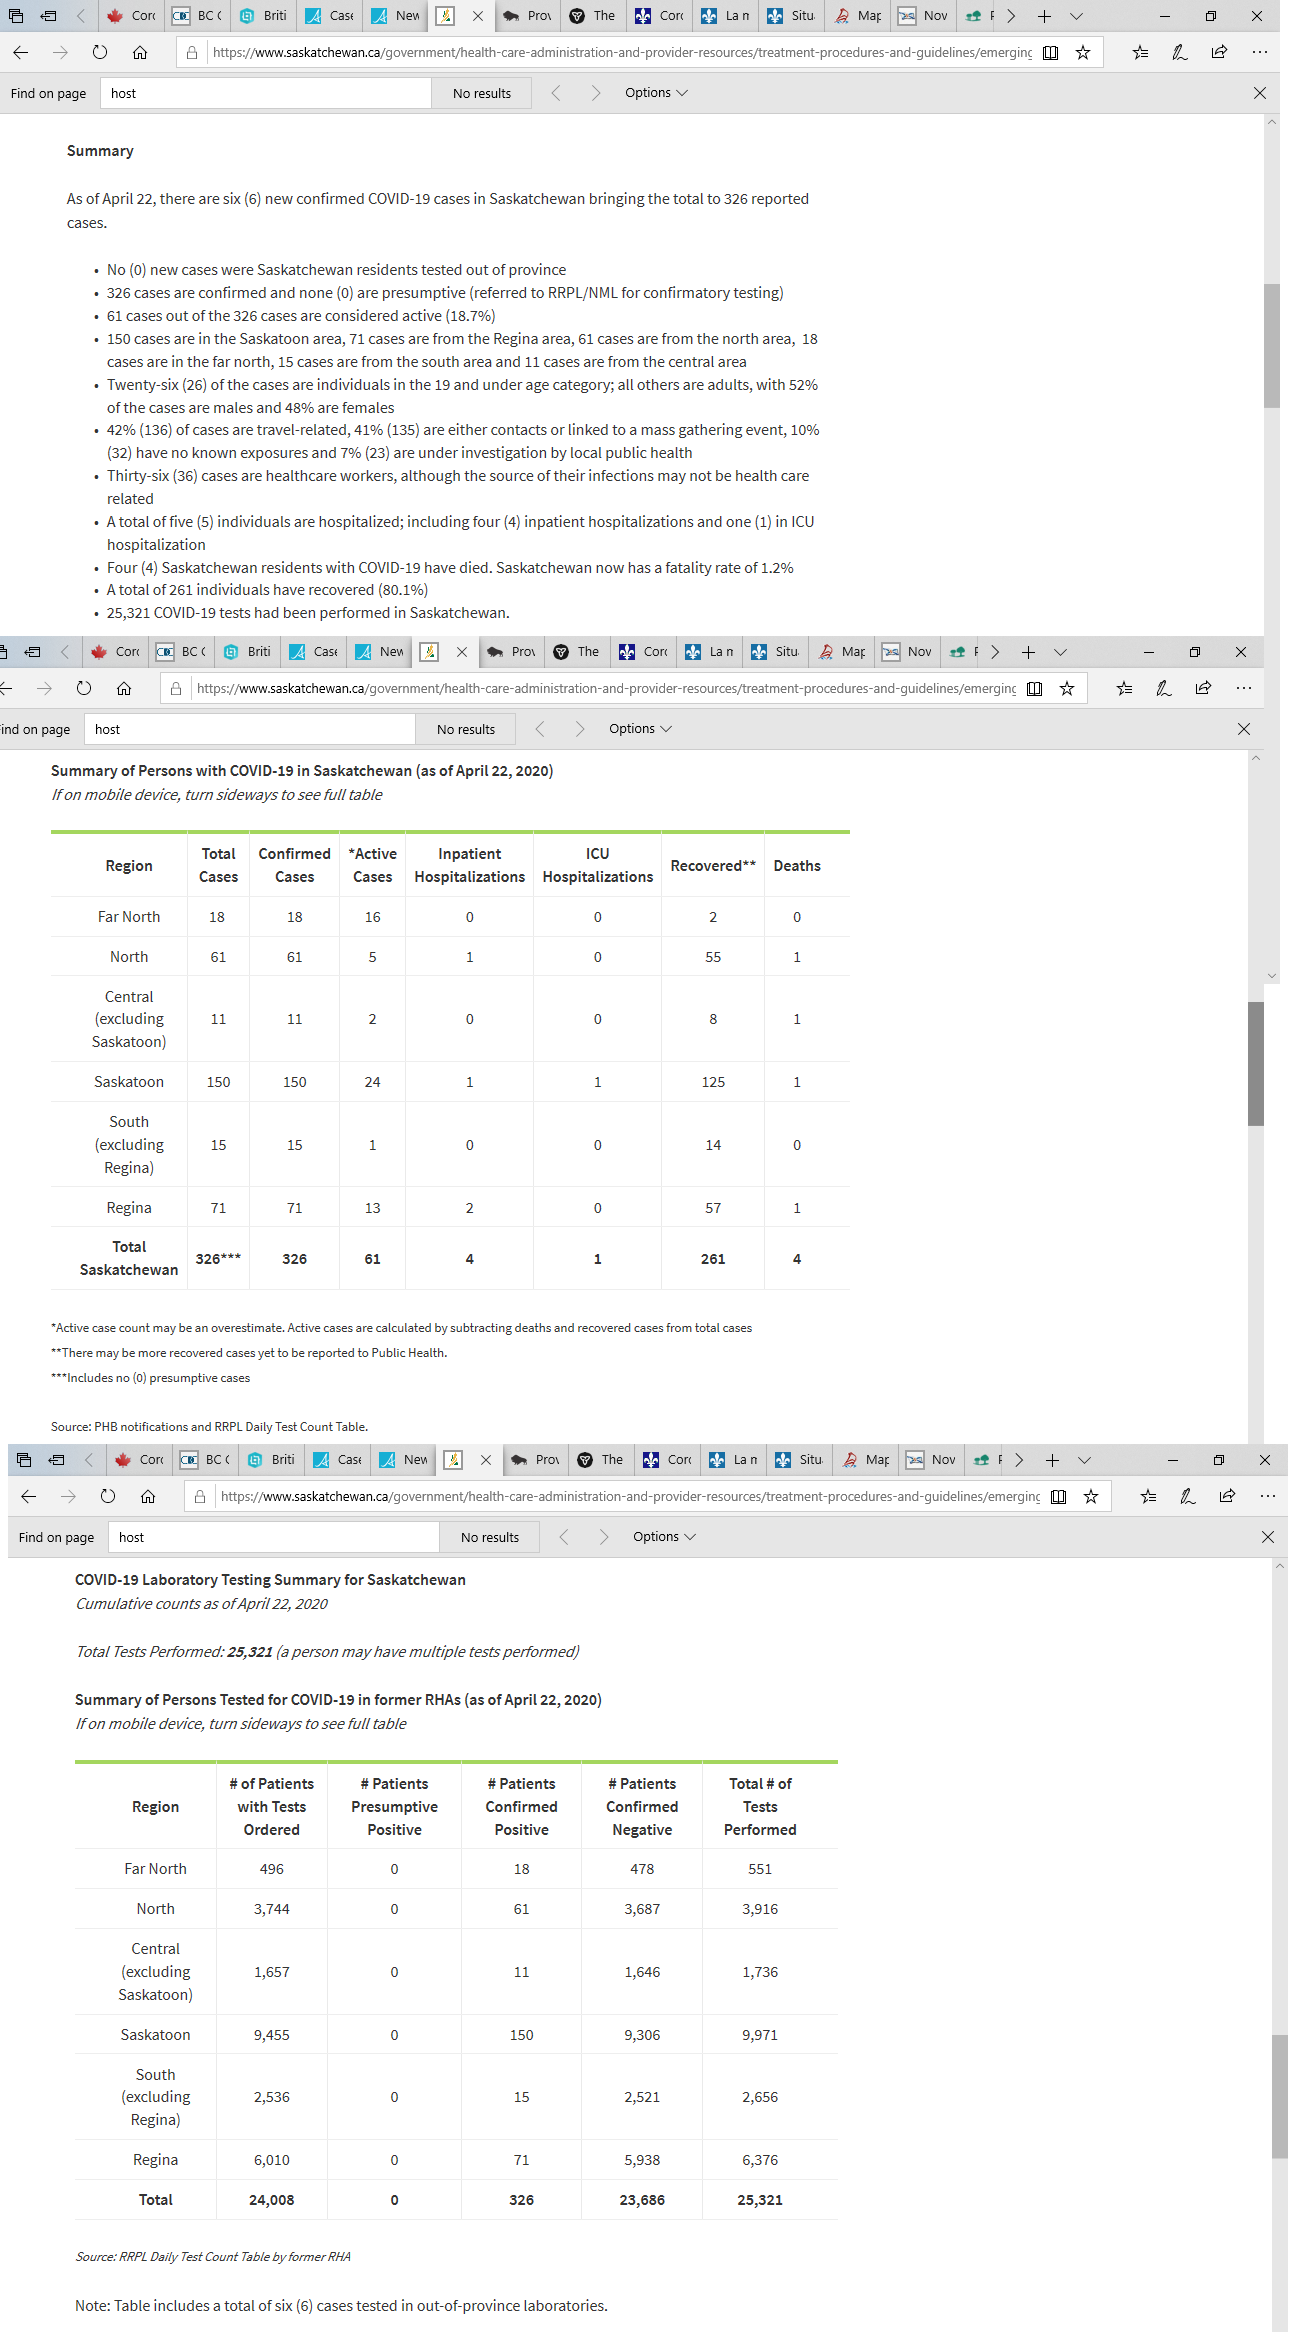 Corc
BC C
Briti
Case
New
Prov
The
Corc
La m
Situ
Map
Nov
https://www.saskatchewan.ca/government/health-care-administration-and-provider-resources/treatment-procedures-and-guidelines/emerging
Find on page
host
No results
Options
Summary
As of April 22, there are six (6) new confirmed COVID-19 cases in Saskatchewan bringing the total to 326 reported
cases.
• No (0) new cases were Saskatchewan residents tested out of province
• 326 cases are confirmed and none (0) are presumptive (referred to RRPL/NML for confirmatory testing)
• 61 cases out of the 326 cases are considered active (18.7%)
• 150 cases are in the Saskatoon area, 71 cases are from the Regina area, 61 cases are from the north area, 18
cases are in the far north, 15 cases are from the south area and 11 cases are from the central area
• Twenty-six (26) of the cases are individuals in the 19 and under age category; all others are adults, with 52%
of the cases are males and 48% are females
• 42% (136) of cases are travel-related, 41% (135) are either contacts or linked to a mass gathering event, 10%
(32) have no known exposures and 7% (23) are under investigation by local public health
• Thirty-six (36) cases are healthcare workers, although the source of their infections may not be health care
related
• A total of five (5) individuals are hospitalized; including four (4) inpatient hospitalizations and one (1) in ICU
hospitalization
• Four (4) Saskatchewan residents with COVID-19 have died. Saskatchewan now has a fatality rate of 1.2%
• A total of 261 individuals have recovered (80.1%)
• 25,321 COVID-19 tests had been performed in Saskatchewan.
Corc
BC C
Briti
Case
New
Prov
The
Corc
La m
Situ
Map
Nov
https://www.saskatchewan.ca/government/health-care-administration-and-provider-resources/treatment-procedures-and-guidelines/emerging
ind on page
host
No results
Options
Summary of Persons with COVID-19 in Saskatchewan (as of April 22, 2020)
If on mobile device, turn sideways to see full table
Region Total Cases Confirmed Cases *Active Cases Inpatient Hospitalizations ICU Hospitalizations Recovered** Deaths
Far North 18 18 16 0 0 2 0
North 61 61 5 1 0 55 1
Central (excluding Saskatoon) 11 11 2 0 0 8 1
Saskatoon 150 150 24 1 1 125 1
South (excluding Regina) 15 15 1 0 0 14 0
Regina 71 71 13 2 0 57 1
Total Saskatchewan 326*** 326 61 4 1 261 4
*Active case count may be an overestimate. Active cases are calculated by subtracting deaths and recovered cases from total cases
**There may be more recovered cases yet to be reported to Public Health.
***Includes no (0) presumptive cases
Source: PHB notifications and RRPL Daily Test Count Table.
Corc
BC C
Briti
Case
New
Prov
The
Corc
La m
Situ
Map
Nov
https://www.saskatchewan.ca/government/health-care-administration-and-provider-resources/treatment-procedures-and-guidelines/emerging
Find on page
host
No results
Options
COVID-19 Laboratory Testing Summary for Saskatchewan
Cumulative counts as of April 22, 2020
Total Tests Performed: 25,321 (a person may have multiple tests performed)
Summary of Persons Tested for COVID-19 in former RHAs (as of April 22, 2020)
If on mobile device, turn sideways to see full table
Region # of Patients with Tests Ordered # Patients Presumptive Positive # Patients Confirmed Positive # Patients Confirmed Negative Total # of Tests Performed
Far North 496 0 18 478 551
North 3,744 0 61 3,687 3,916
Central (excluding Saskatoon) 1,657 0 11 1,646 1,736
Saskatoon 9,455 0 150 9,306 9,971
South (excluding Regina) 2,536 0 15 2,521 2,656
Regina 6,010 0 71 5,938 6,376
Total 24,008 0 326 23,686 25,321
Source: RRPL Daily Test Count Table by former RHA
Note: Table includes a total of six (6) cases tested in out-of-province laboratories.